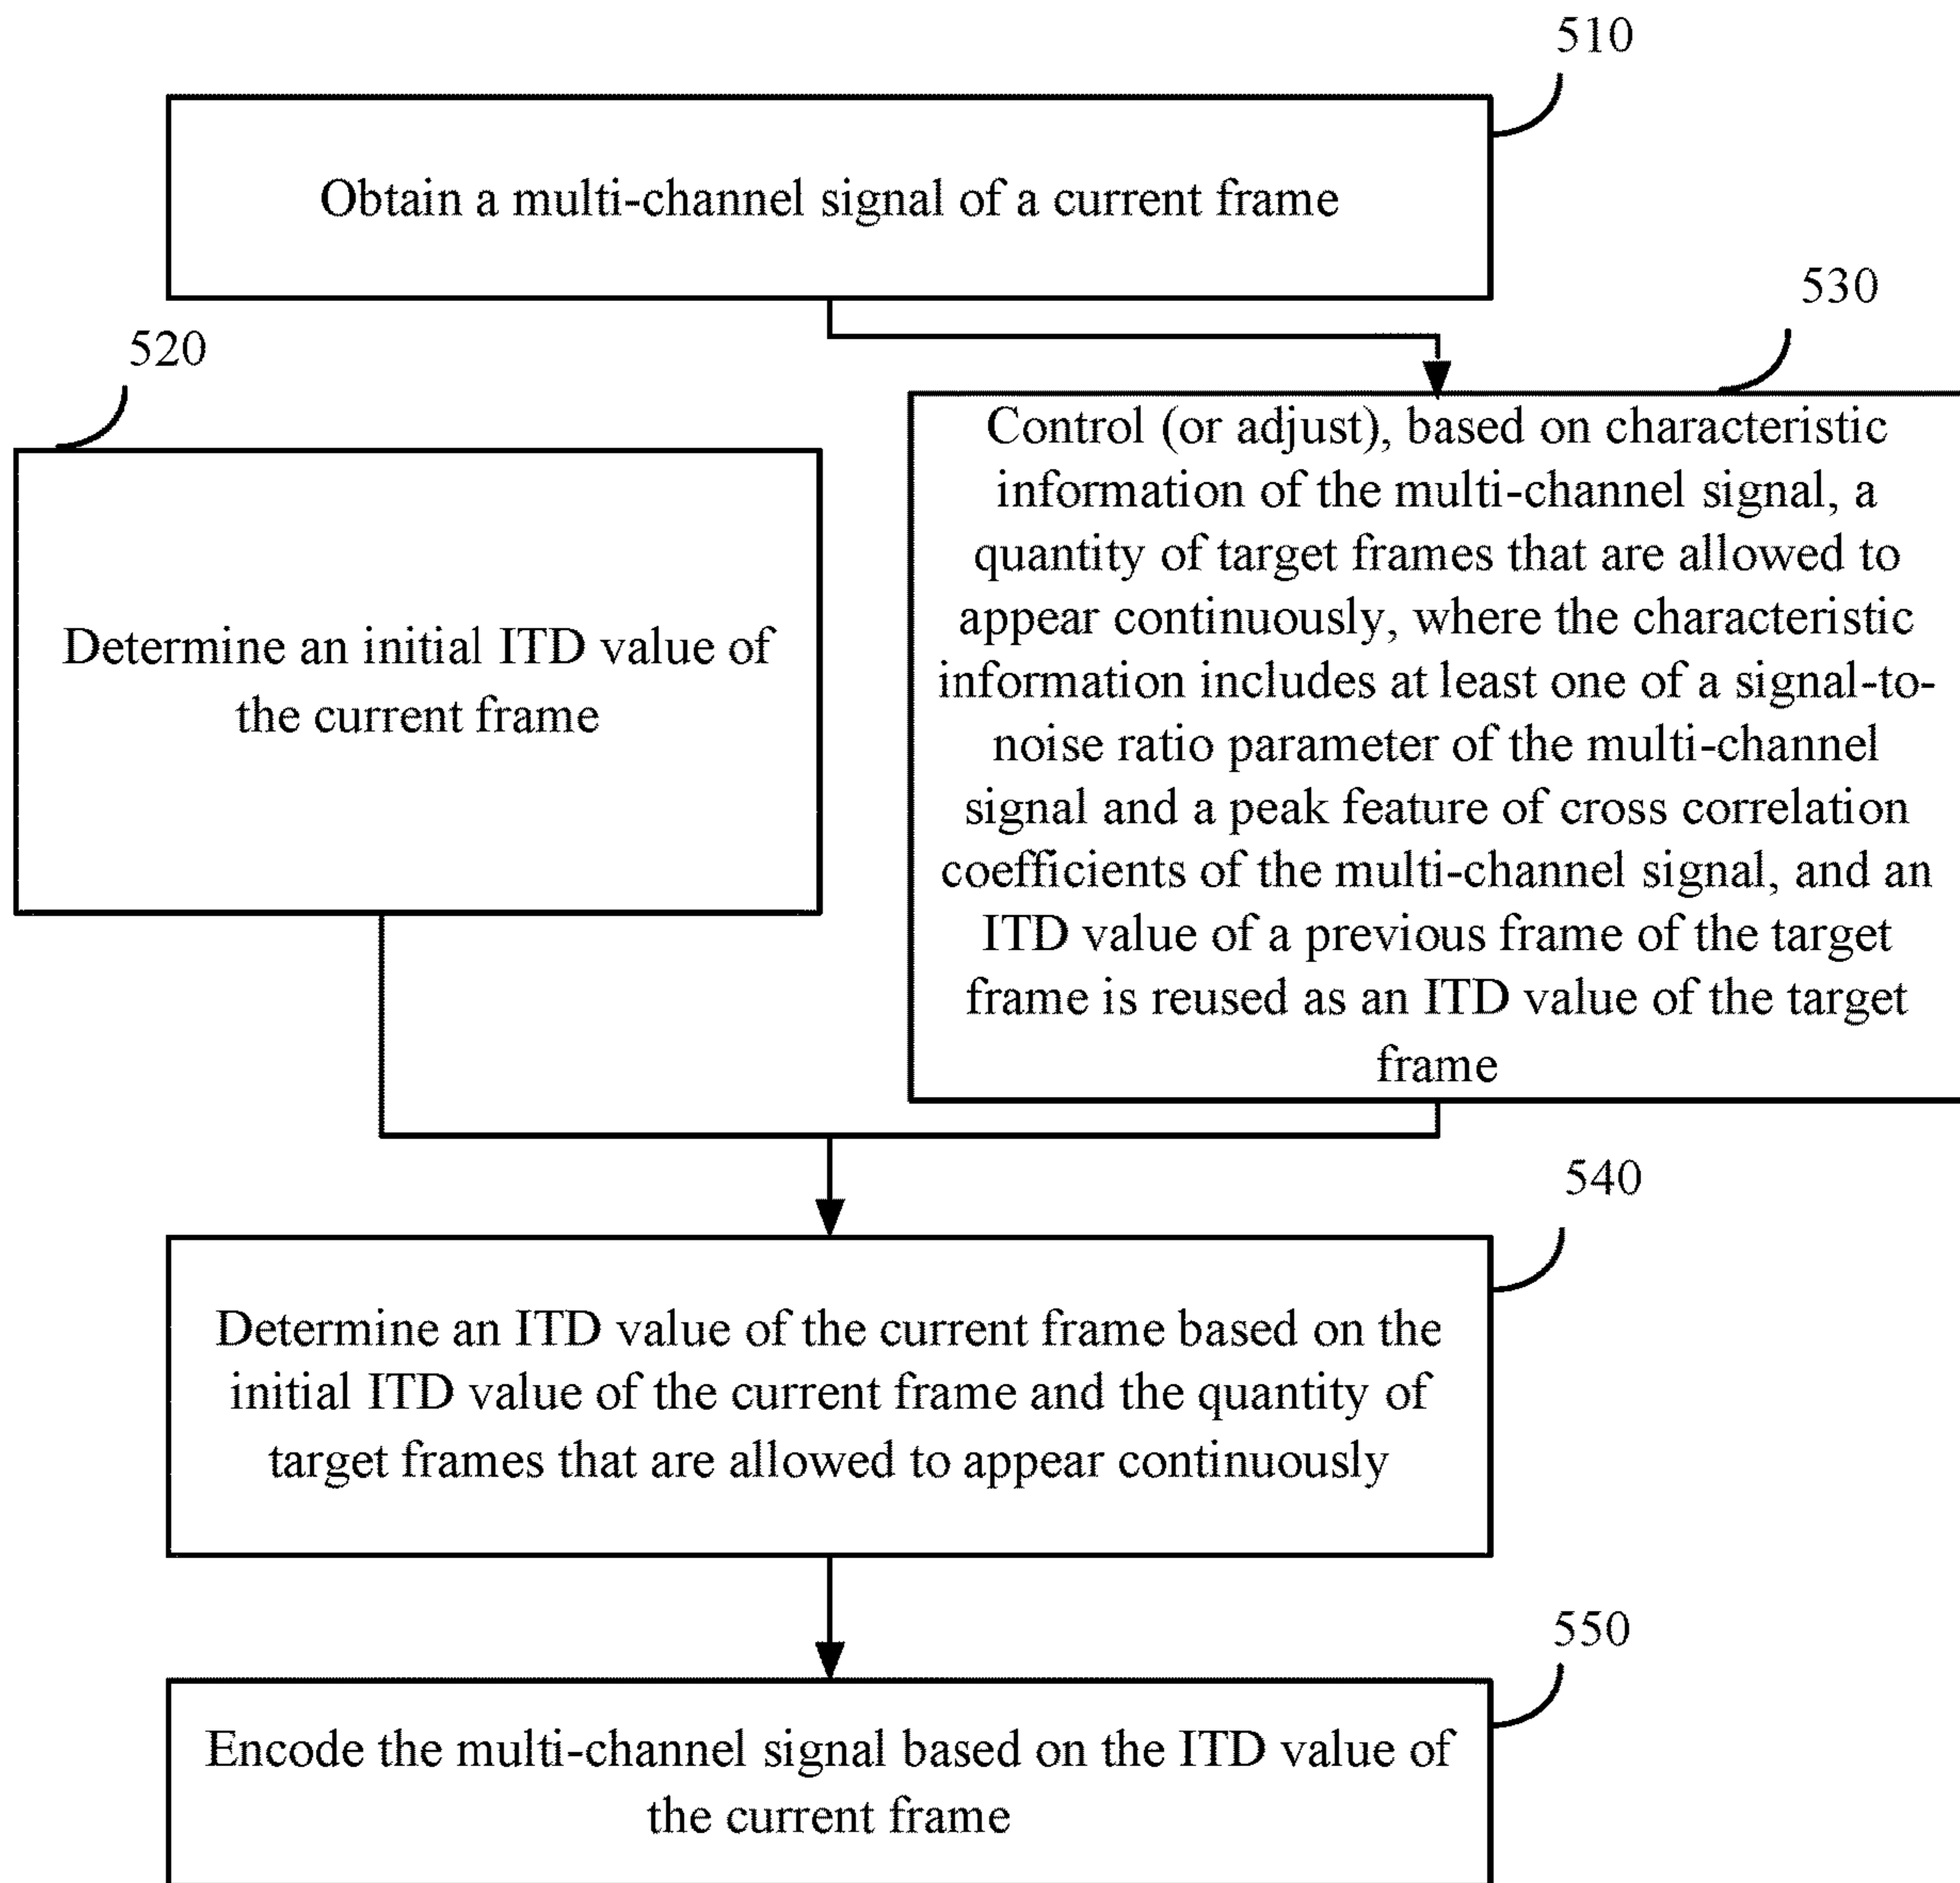 510
Obtain a multi-channel signal of a current frame
530
520
Control (or adjust), based on characteristic
information of the multi-channel signal, a
quantity of target frames that are allowed to
appear continuously, where the characteristic
information includes at least one of a signal-to-
noise ratio parameter of the multi-channel
signal and a peak feature of cross correlation
coefficients of the multi-channel signal, and an
ITD value of a previous frame of the target
frame is reused as an ITD value of the target
frame
Determine an initial ITD value of
the current frame
540
Determine an ITD value of the current frame based on the
initial ITD value of the current frame and the quantity of
target frames that are allowed to appear continuously
550
Encode the multi-channel signal based on the ITD value of
the current frame